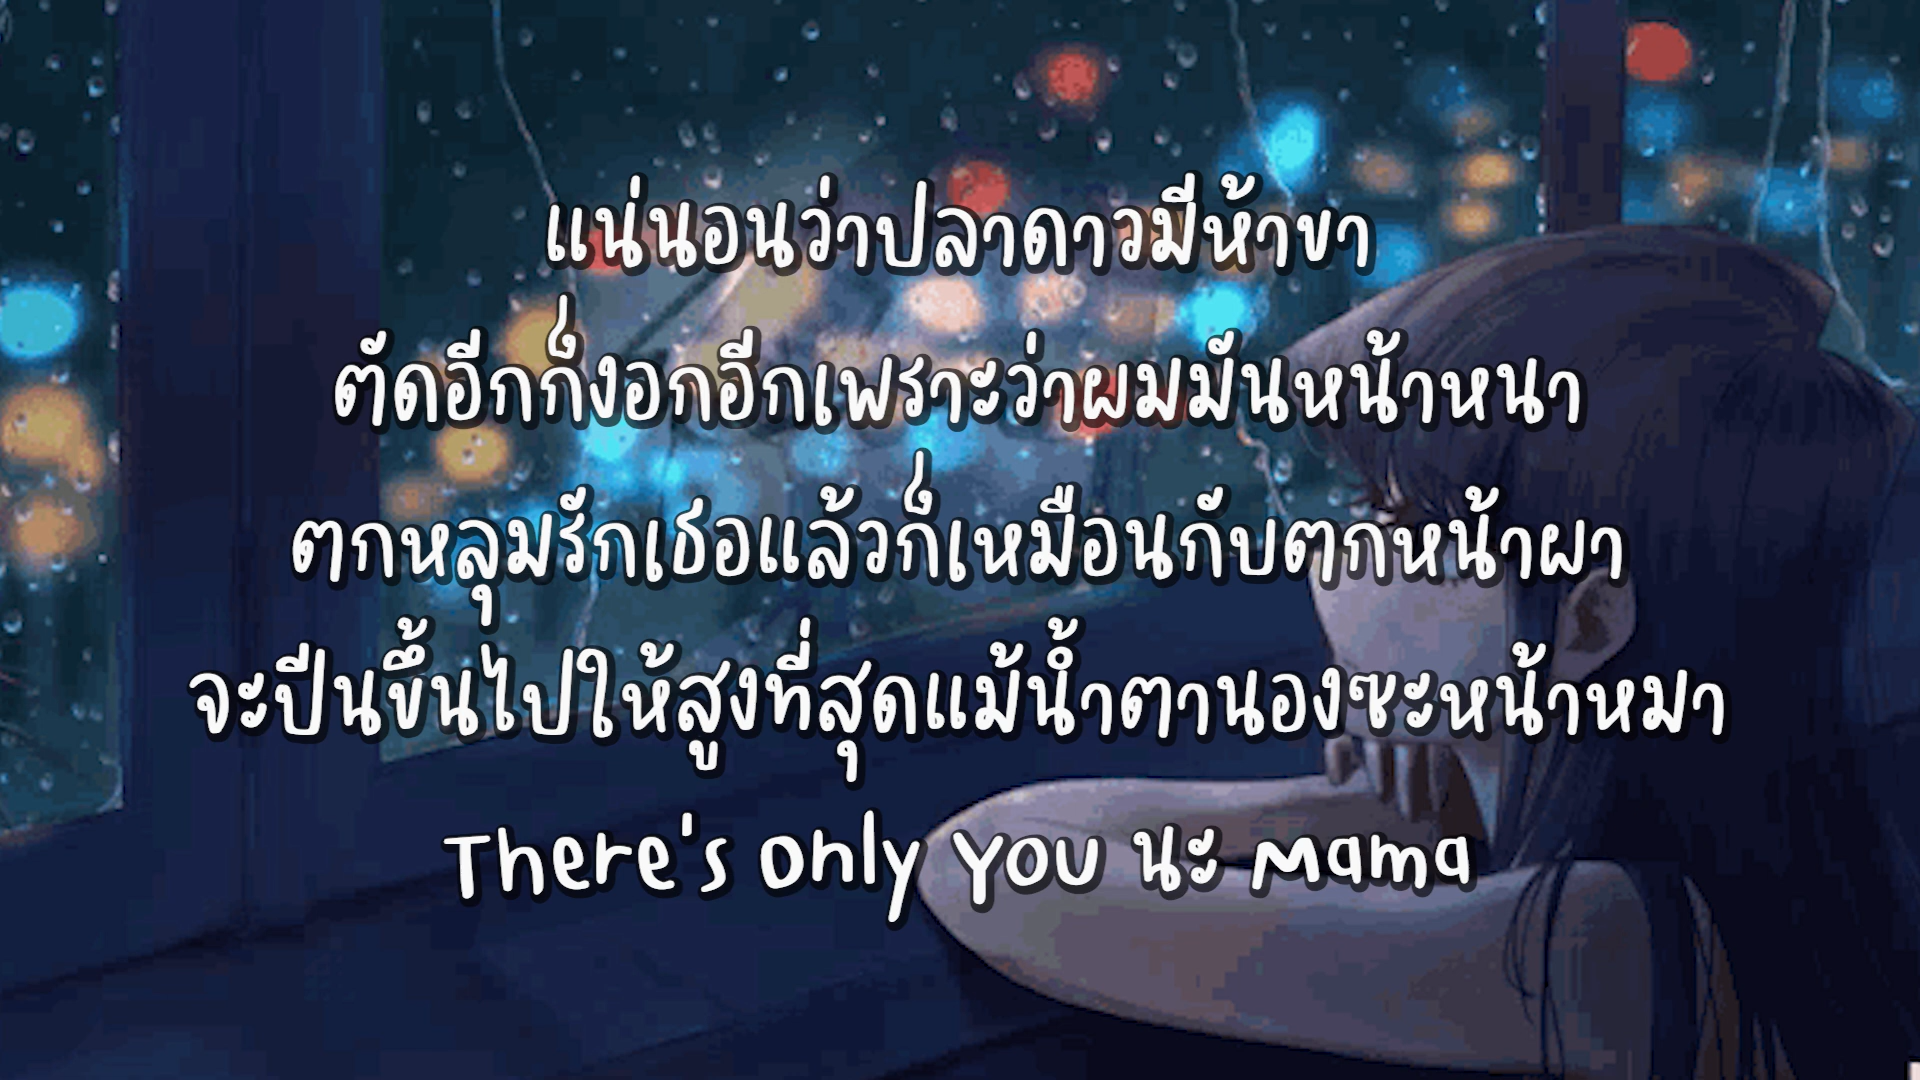 แน่นอนว่าปลาดาวมีห้าขา
ตัดอีกก็งอกอีกเพราะว่าผมมันหน้าหนา
ตกหลุมรักเธอแล้วก็เหมือนกับตกหน้าผา
จะปีนขึ้นไปให้สูงที่สุดแม้น้ำตานองซะหน้าหมา
There's Only You นะ Mama